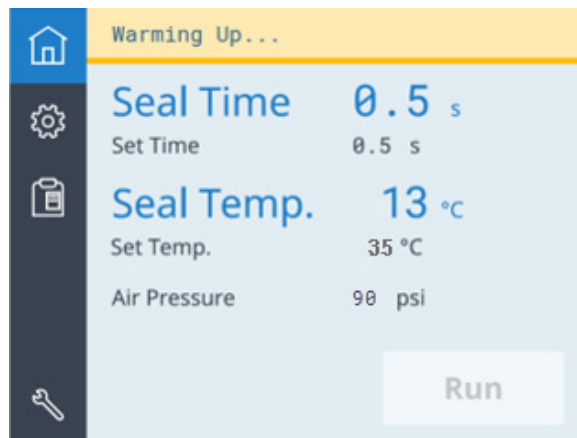 Warming Up...
Seal Time 0.5 s
Set Time 0.5 s
Seal Temp. 13 °C
Set Temp. 35 °C
Air Pressure 90 psi
Run